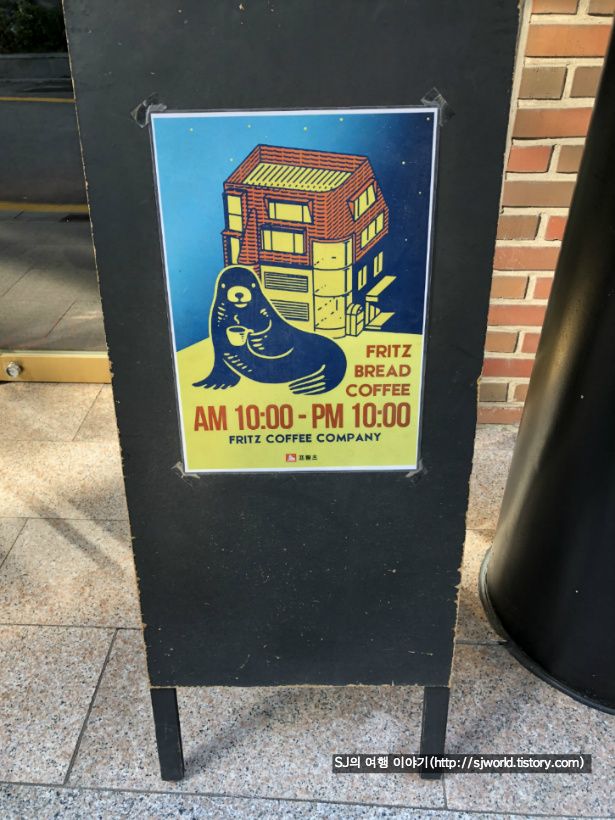 FRITZ
BREAD
COFFEE
AM 10:00 - PM 10:00
FRITZ COFFEE COMPANY
프릳츠
SJ의 여행 이야기(http://sjworld.tistory.com)